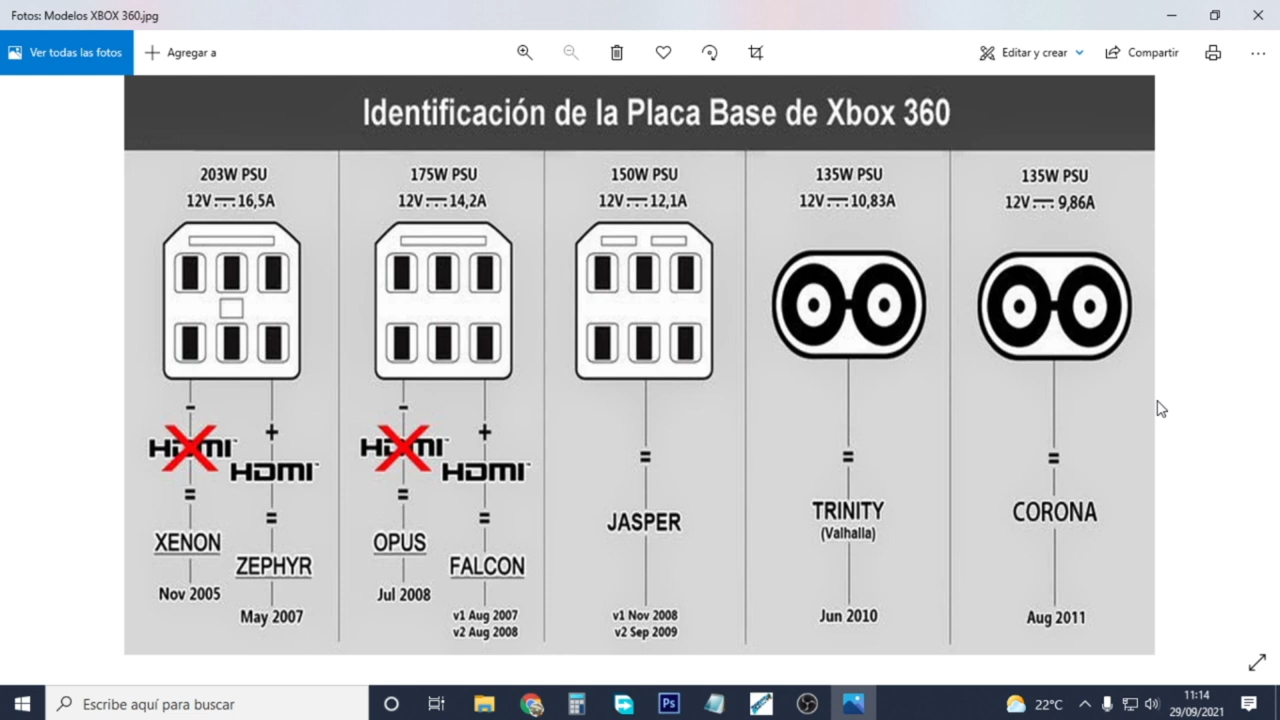 Fotos: Modelos XBOX 360.jpg
Ver todas las fotos
Agregar a
Editar y crear
Compartir
Identificación de la Placa Base de Xbox 360
203W PSU
12V⎓16,5A
-
HDMI
=
XENON
Nov 2005
+
HDMI
=
ZEPHYR
May 2007
175W PSU
12V⎓14,2A
-
HDMI
=
OPUS
Jul 2008
+
HDMI
=
FALCON
v1 Aug 2007
v2 Aug 2008
150W PSU
12V⎓12,1A
=
JASPER
v1 Nov 2008
v2 Sep 2009
135W PSU
12V⎓10,83A
=
TRINITY
(Valhalla)
Jun 2010
135W PSU
12V⎓9,86A
=
CORONA
Aug 2011
Escribe aquí para buscar
Ps
22°C
11:14
29/09/2021